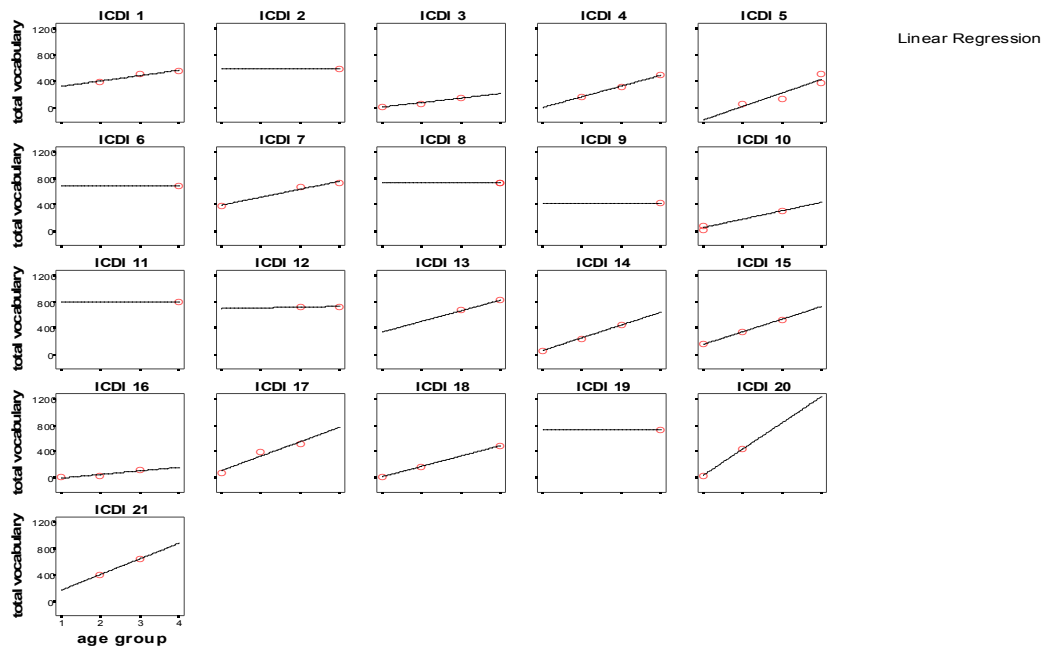 ICDI 1 ICDI 2 ICDI 3 ICDI 4 ICDI 5
Linear Regression
total vocabulary
1200
800
400
0
ICDI 6 ICDI 7 ICDI 8 ICDI 9 ICDI 10
total vocabulary
1200
800
400
0
ICDI 11 ICDI 12 ICDI 13 ICDI 14 ICDI 15
total vocabulary
1200
800
400
0
ICDI 16 ICDI 17 ICDI 18 ICDI 19 ICDI 20
total vocabulary
1200
800
400
0
ICDI 21
total vocabulary
1200
800
400
0
1 2 3 4
age group